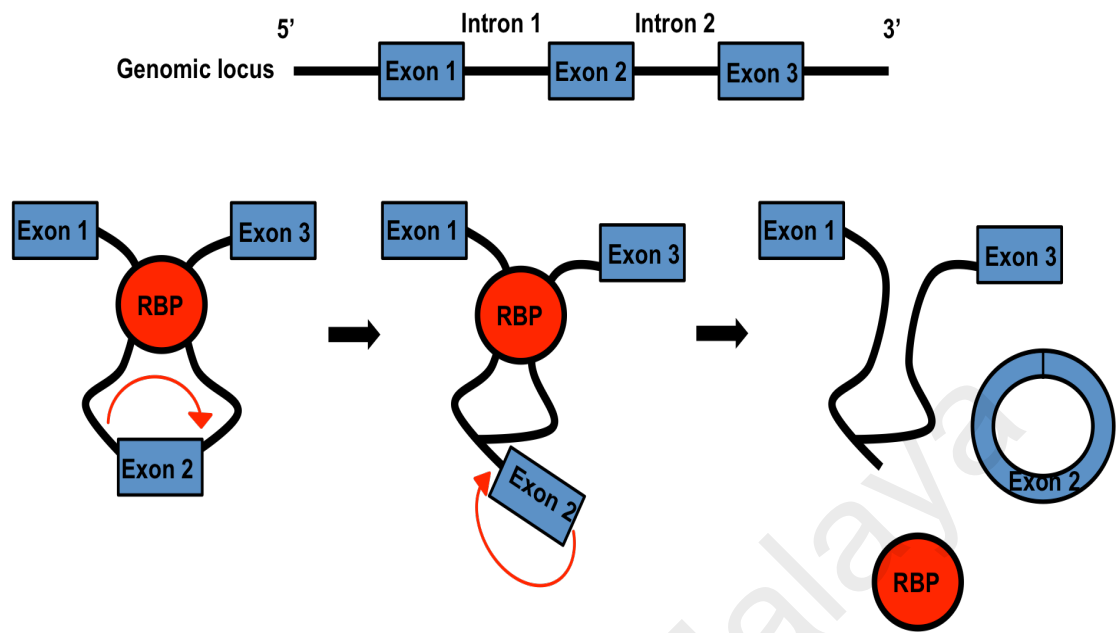 5’ Intron 1 Intron 2 3’
Genomic locus Exon 1 Exon 2 Exon 3
Exon 1 Exon 3
RBP
Exon 2
Exon 1 Exon 3
RBP
Exon 2
Exon 1 Exon 3
Exon 2
RBP
alaya